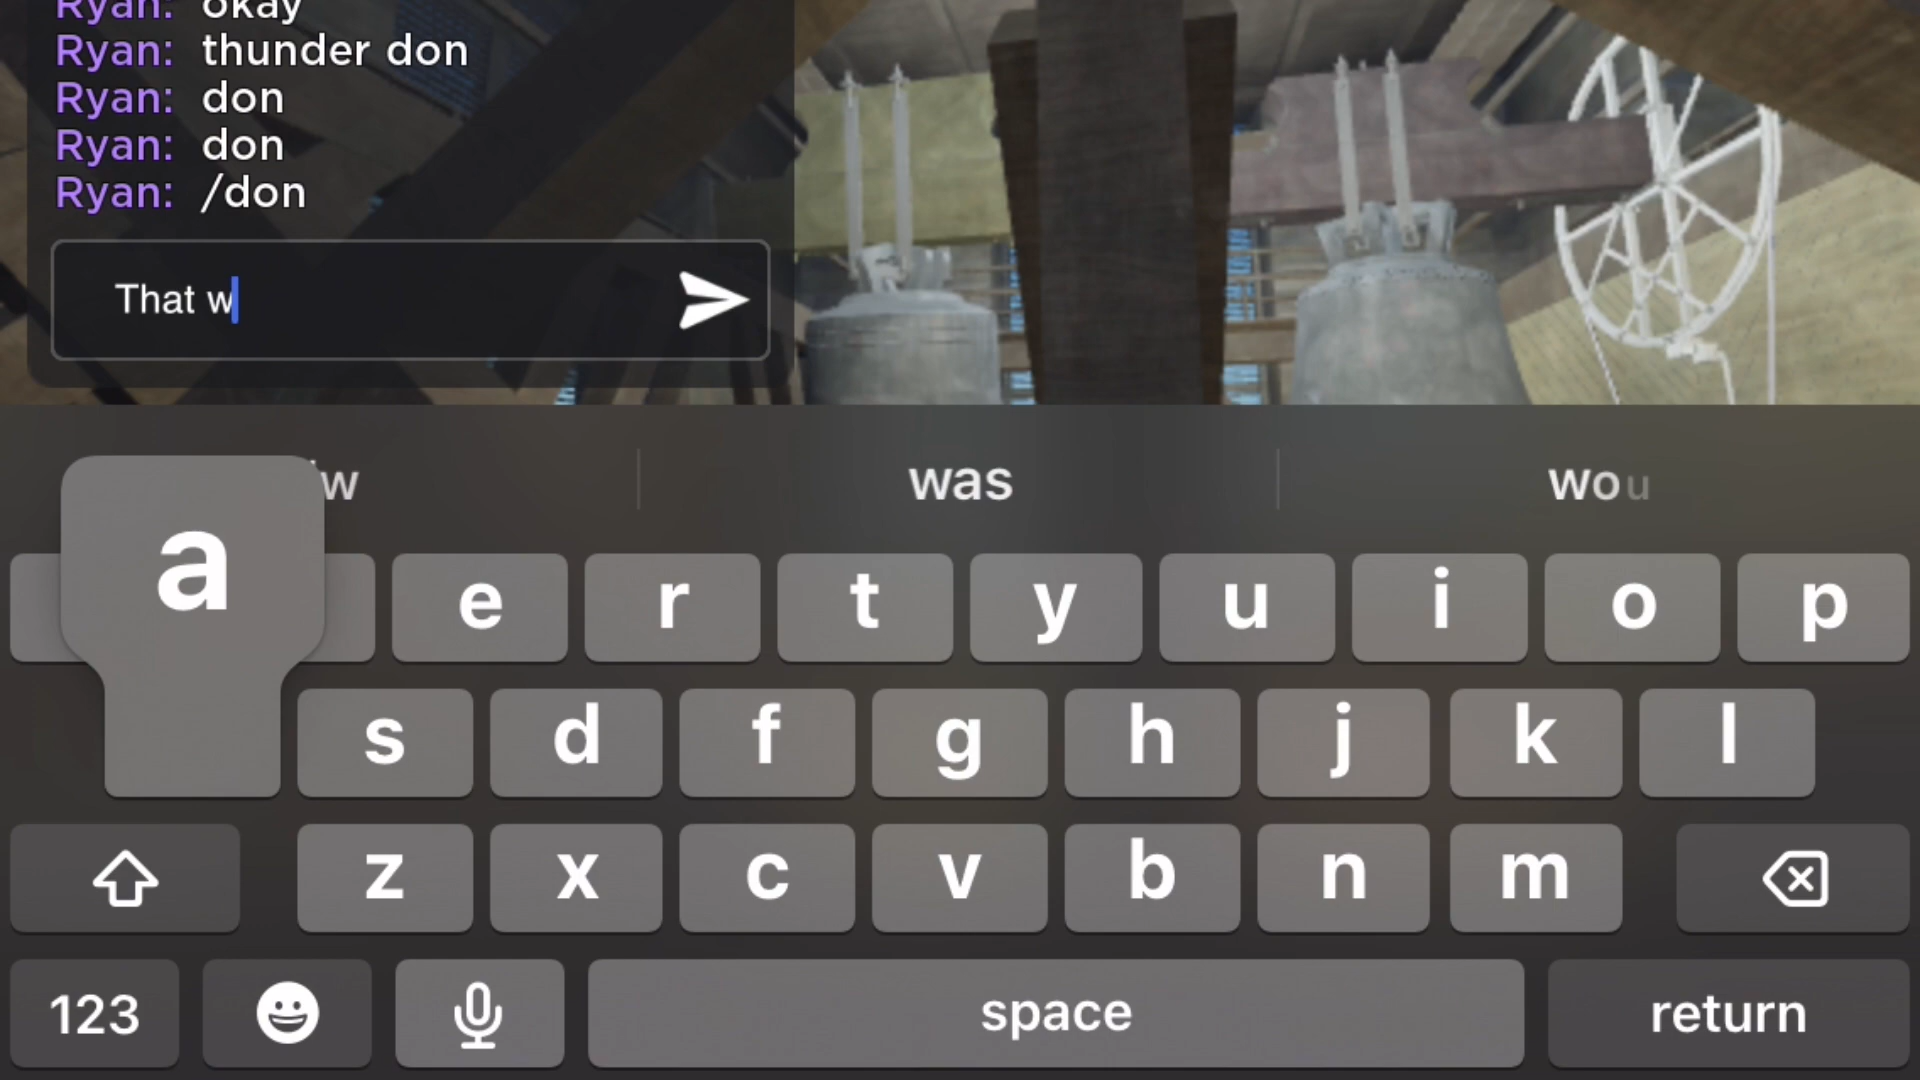 Ryan: okay
Ryan: thunder don
Ryan: don
Ryan: don
Ryan: /don
That w
was
wou
a
e r t y u i o p
s d f g h j k l
z x c v b n m
123
space
return